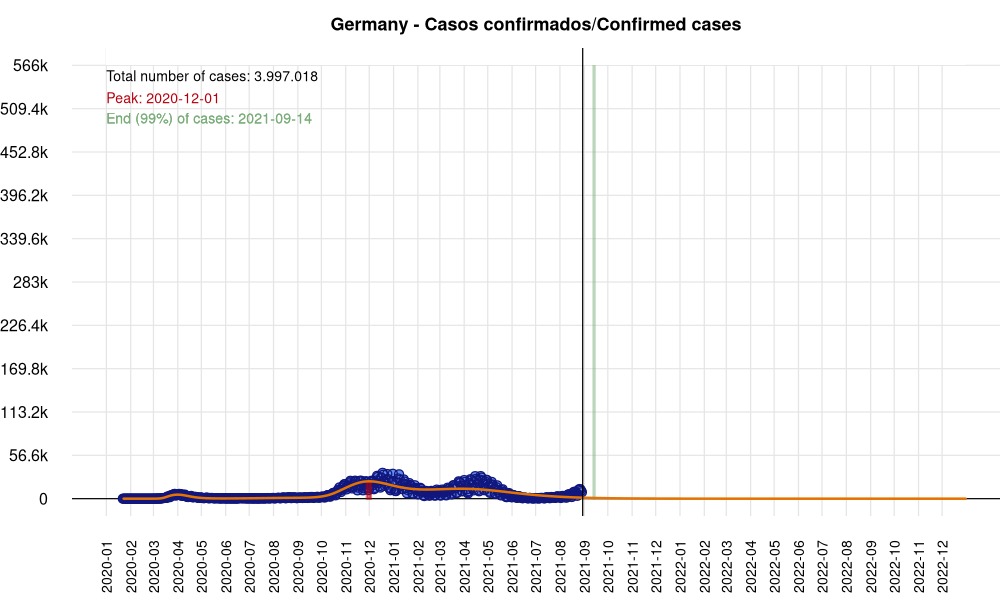 Germany - Casos confirmados/Confirmed cases
566k
509.4k
452.8k
396.2k
339.6k
283k
226.4k
169.8k
113.2k
56.6k
0
Total number of cases: 3.997.018
Peak: 2020-12-01
End (99%) of cases: 2021-09-14
2020-01
2020-02
2020-03
2020-04
2020-05
2020-06
2020-07
2020-08
2020-09
2020-10
2020-11
2020-12
2021-01
2021-02
2021-03
2021-04
2021-05
2021-06
2021-07
2021-08
2021-09
2021-10
2021-11
2021-12
2022-01
2022-02
2022-03
2022-04
2022-05
2022-06
2022-07
2022-08
2022-09
2022-10
2022-11
2022-12